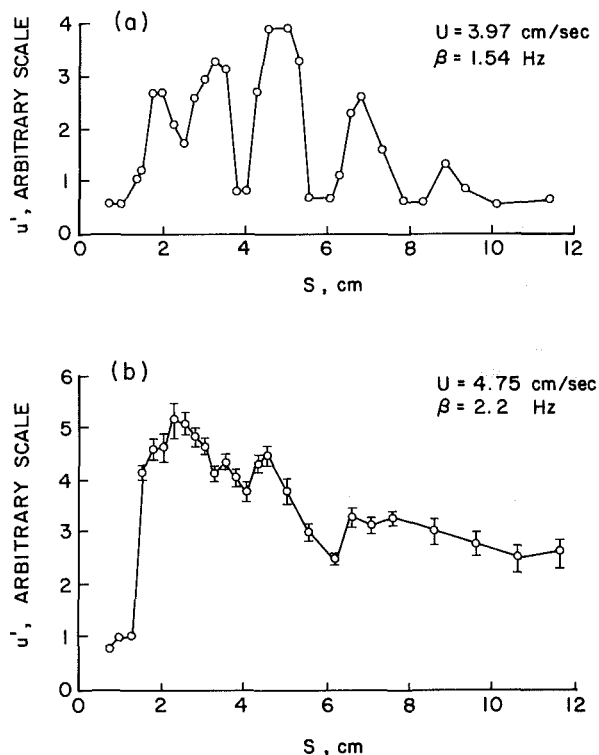 (a)
U = 3.97 cm/sec
β = 1.54 Hz
u', ARBITRARY SCALE
4
3
2
1
0
0 2 4 6 8 10 12
S, cm
(b)
U = 4.75 cm/sec
β = 2.2 Hz
u', ARBITRARY SCALE
6
5
4
3
2
1
0
0 2 4 6 8 10 12
S, cm